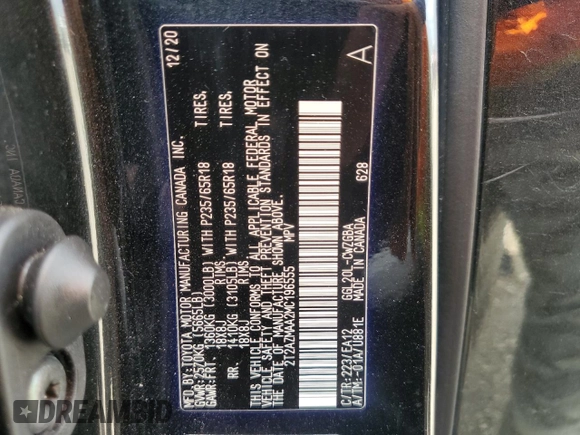 MFD BY: TOYOTA MOTOR MANUFACTURING CANADA INC. 12/20
GVWR: 2570KG (5665LB)
GAWR: FRT. 1360KG (3000LB) WITH P235/65R18 TIRES,
18X8J RIMS,
RR. 1410KG (3105LB) WITH P235/65R18 TIRES,
18X8J RIMS,
THIS VEHICLE CONFORMS TO ALL APPLICABLE FEDERAL MOTOR
VEHICLE SAFETY AND THEFT PREVENTION STANDARDS IN EFFECT ON
THE DATE OF MANUFACTURE SHOWN ABOVE.
2T2AZMAA2MC196555 MPV
A
C/TR: 223/EA12 GGL20L-CWZGBA
A/TM: -01A/U881E MADE IN CANADA 628
DREAMBID